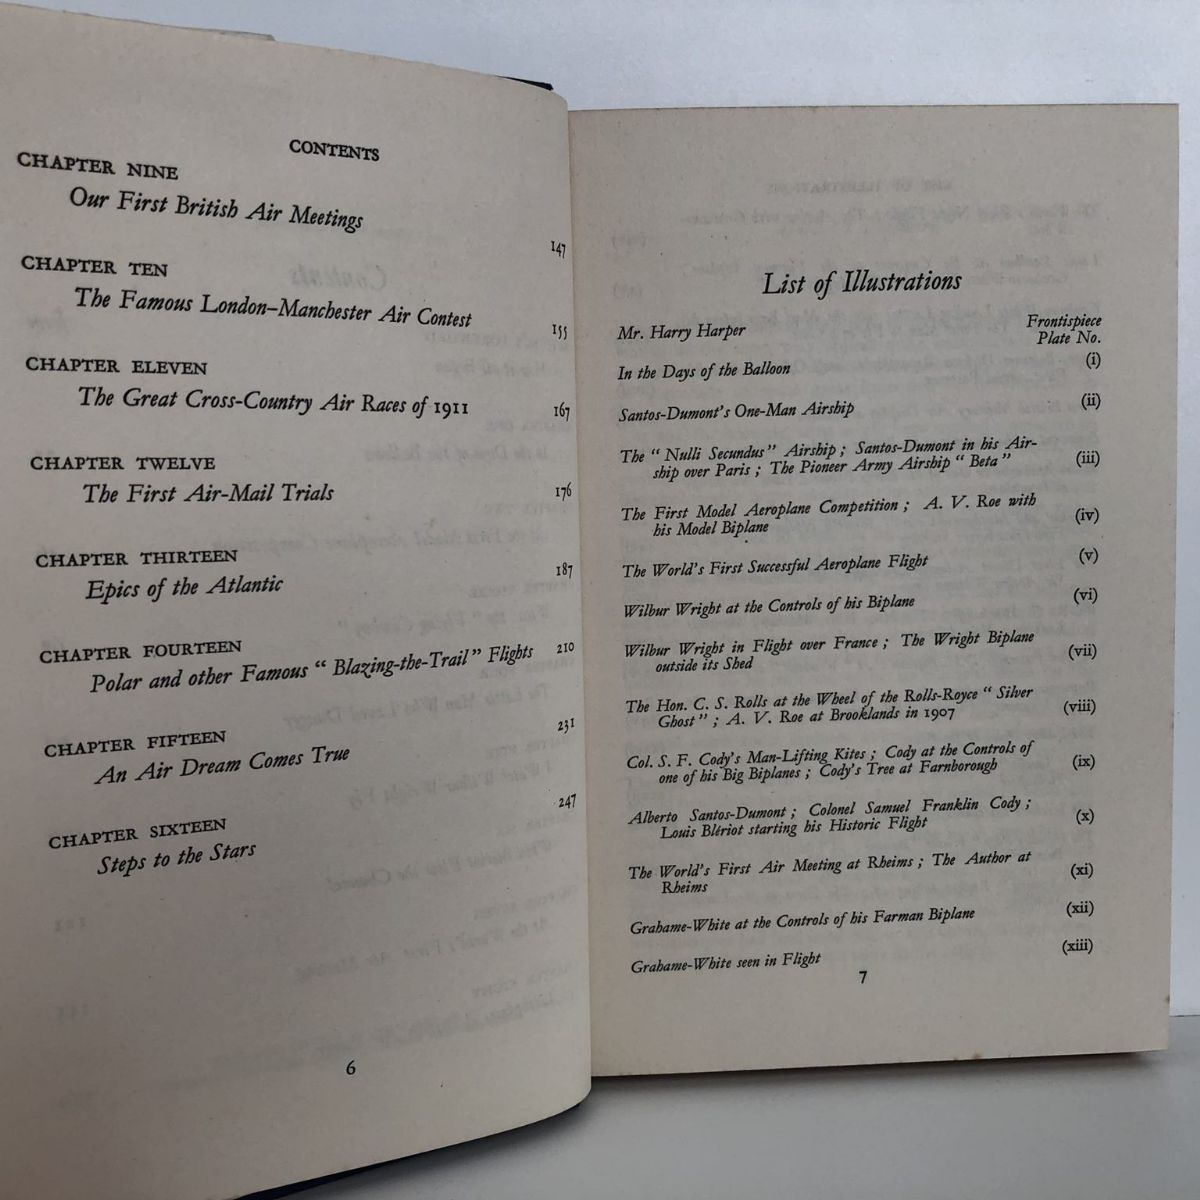 CONTENTS
CHAPTER NINE
Our First British Air Meetings
147
CHAPTER TEN
The Famous London–Manchester Air Contest
155
CHAPTER ELEVEN
The Great Cross-Country Air Races of 1911
167
CHAPTER TWELVE
The First Air-Mail Trials
176
CHAPTER THIRTEEN
Epics of the Atlantic
187
CHAPTER FOURTEEN
Polar and other Famous “ Blazing-the-Trail ” Flights
210
CHAPTER FIFTEEN
An Air Dream Comes True
231
CHAPTER SIXTEEN
Steps to the Stars
247
6
List of Illustrations
Mr. Harry Harper Frontispiece
Plate No.
In the Days of the Balloon (i)
Santos-Dumont's One-Man Airship (ii)
The “ Nulli Secundus ” Airship ; Santos-Dumont in his Air-
ship over Paris ; The Pioneer Army Airship “ Beta ” (iii)
The First Model Aeroplane Competition ; A. V. Roe with
his Model Biplane (iv)
The World's First Successful Aeroplane Flight (v)
Wilbur Wright at the Controls of his Biplane (vi)
Wilbur Wright in Flight over France ; The Wright Biplane
outside its Shed (vii)
The Hon. C. S. Rolls at the Wheel of the Rolls-Royce “ Silver
Ghost ” ; A. V. Roe at Brooklands in 1907 (viii)
Col. S. F. Cody's Man-Lifting Kites ; Cody at the Controls of
one of his Big Biplanes ; Cody's Tree at Farnborough (ix)
Alberto Santos-Dumont ; Colonel Samuel Franklin Cody ;
Louis Blériot starting his Historic Flight (x)
The World's First Air Meeting at Rheims ; The Author at
Rheims (xi)
Grahame-White at the Controls of his Farman Biplane (xii)
Grahame-White seen in Flight (xiii)
7